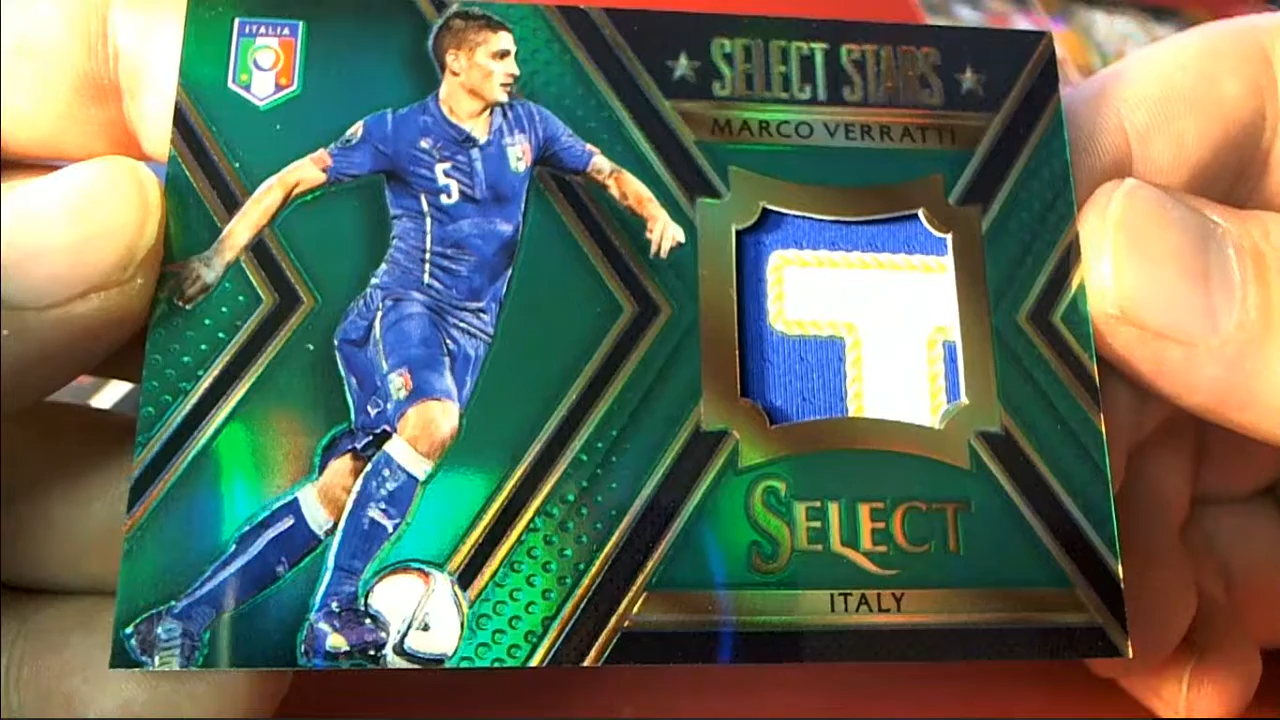 ITALIA
SELECT STARS
MARCO VERRATTI
5
T
SELECT
ITALY